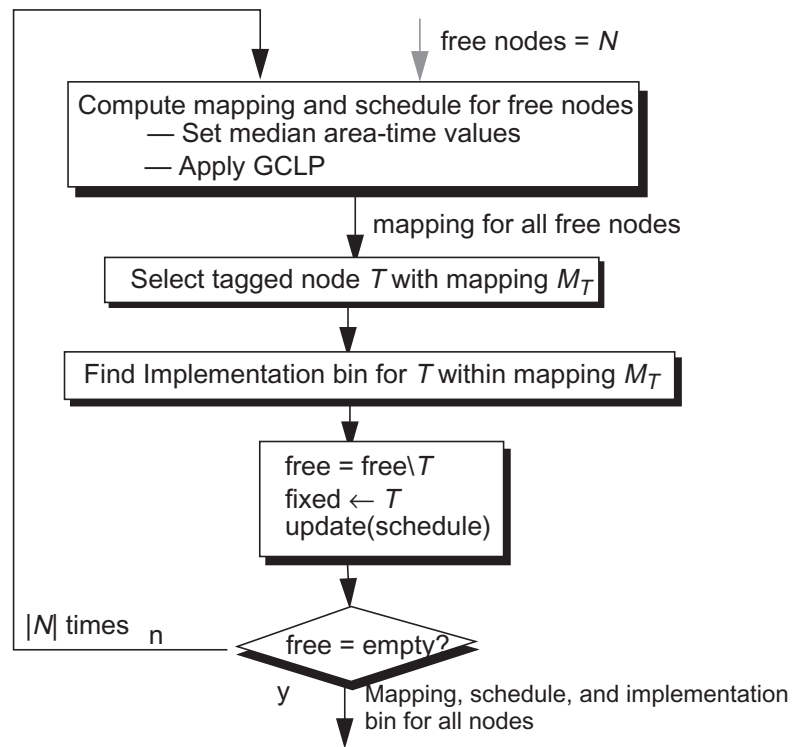 free nodes = N
Compute mapping and schedule for free nodes
— Set median area-time values
— Apply GCLP
mapping for all free nodes
Select tagged node T with mapping M_T
Find Implementation bin for T within mapping M_T
free = free\T
fixed ← T
update(schedule)
|N| times n
free = empty?
y
Mapping, schedule, and implementation
bin for all nodes